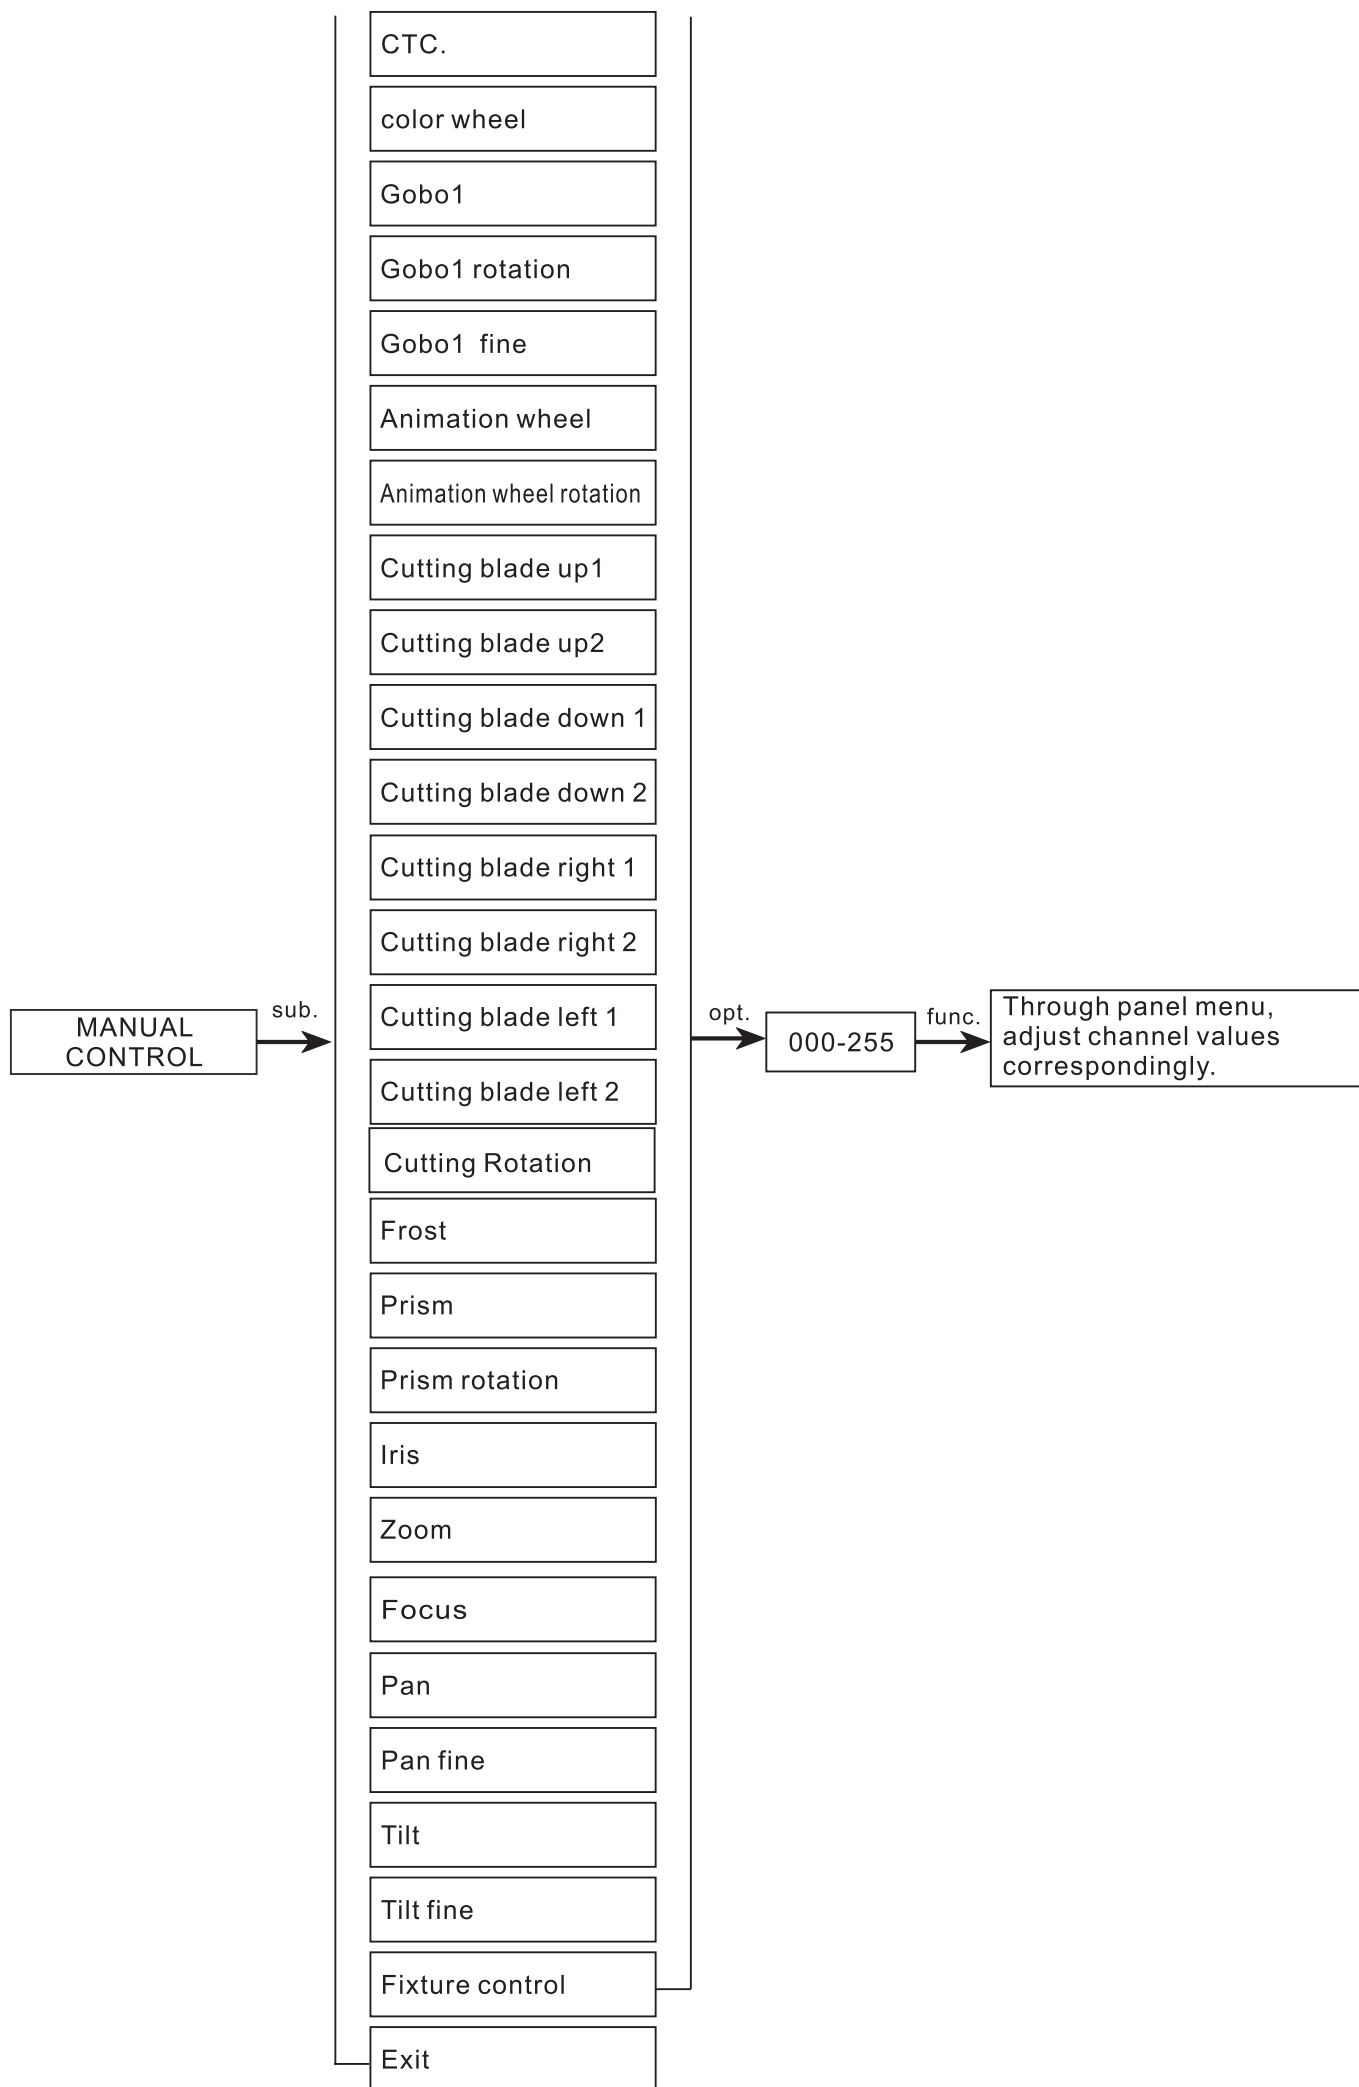 CTC.
color wheel
Gobo1
Gobo1 rotation
Gobo1 fine
Animation wheel
Animation wheel rotation
Cutting blade up1
Cutting blade up2
Cutting blade down 1
Cutting blade down 2
Cutting blade right 1
Cutting blade right 2
MANUAL
CONTROL
sub.
Cutting blade left 1
opt.
000-255
func.
Through panel menu,
adjust channel values
correspondingly.
Cutting blade left 2
Cutting Rotation
Frost
Prism
Prism rotation
Iris
Zoom
Focus
Pan
Pan fine
Tilt
Tilt fine
Fixture control
Exit